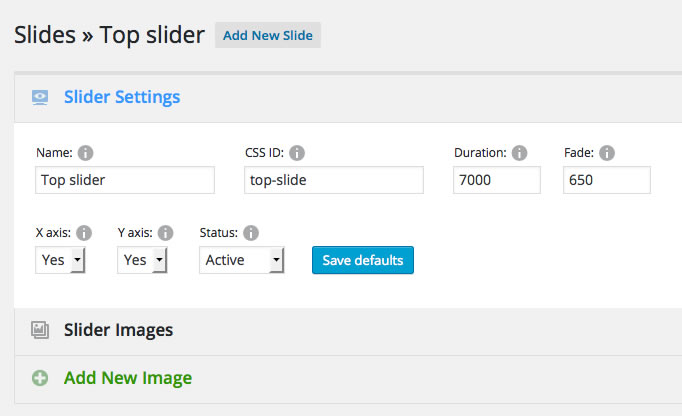 Slides » Top slider Add New Slide
Slider Settings
Name: CSS ID: Duration: Fade:
Top slider top-slide 7000 650
X axis: Y axis: Status:
Yes Yes Active Save defaults
Slider Images
Add New Image